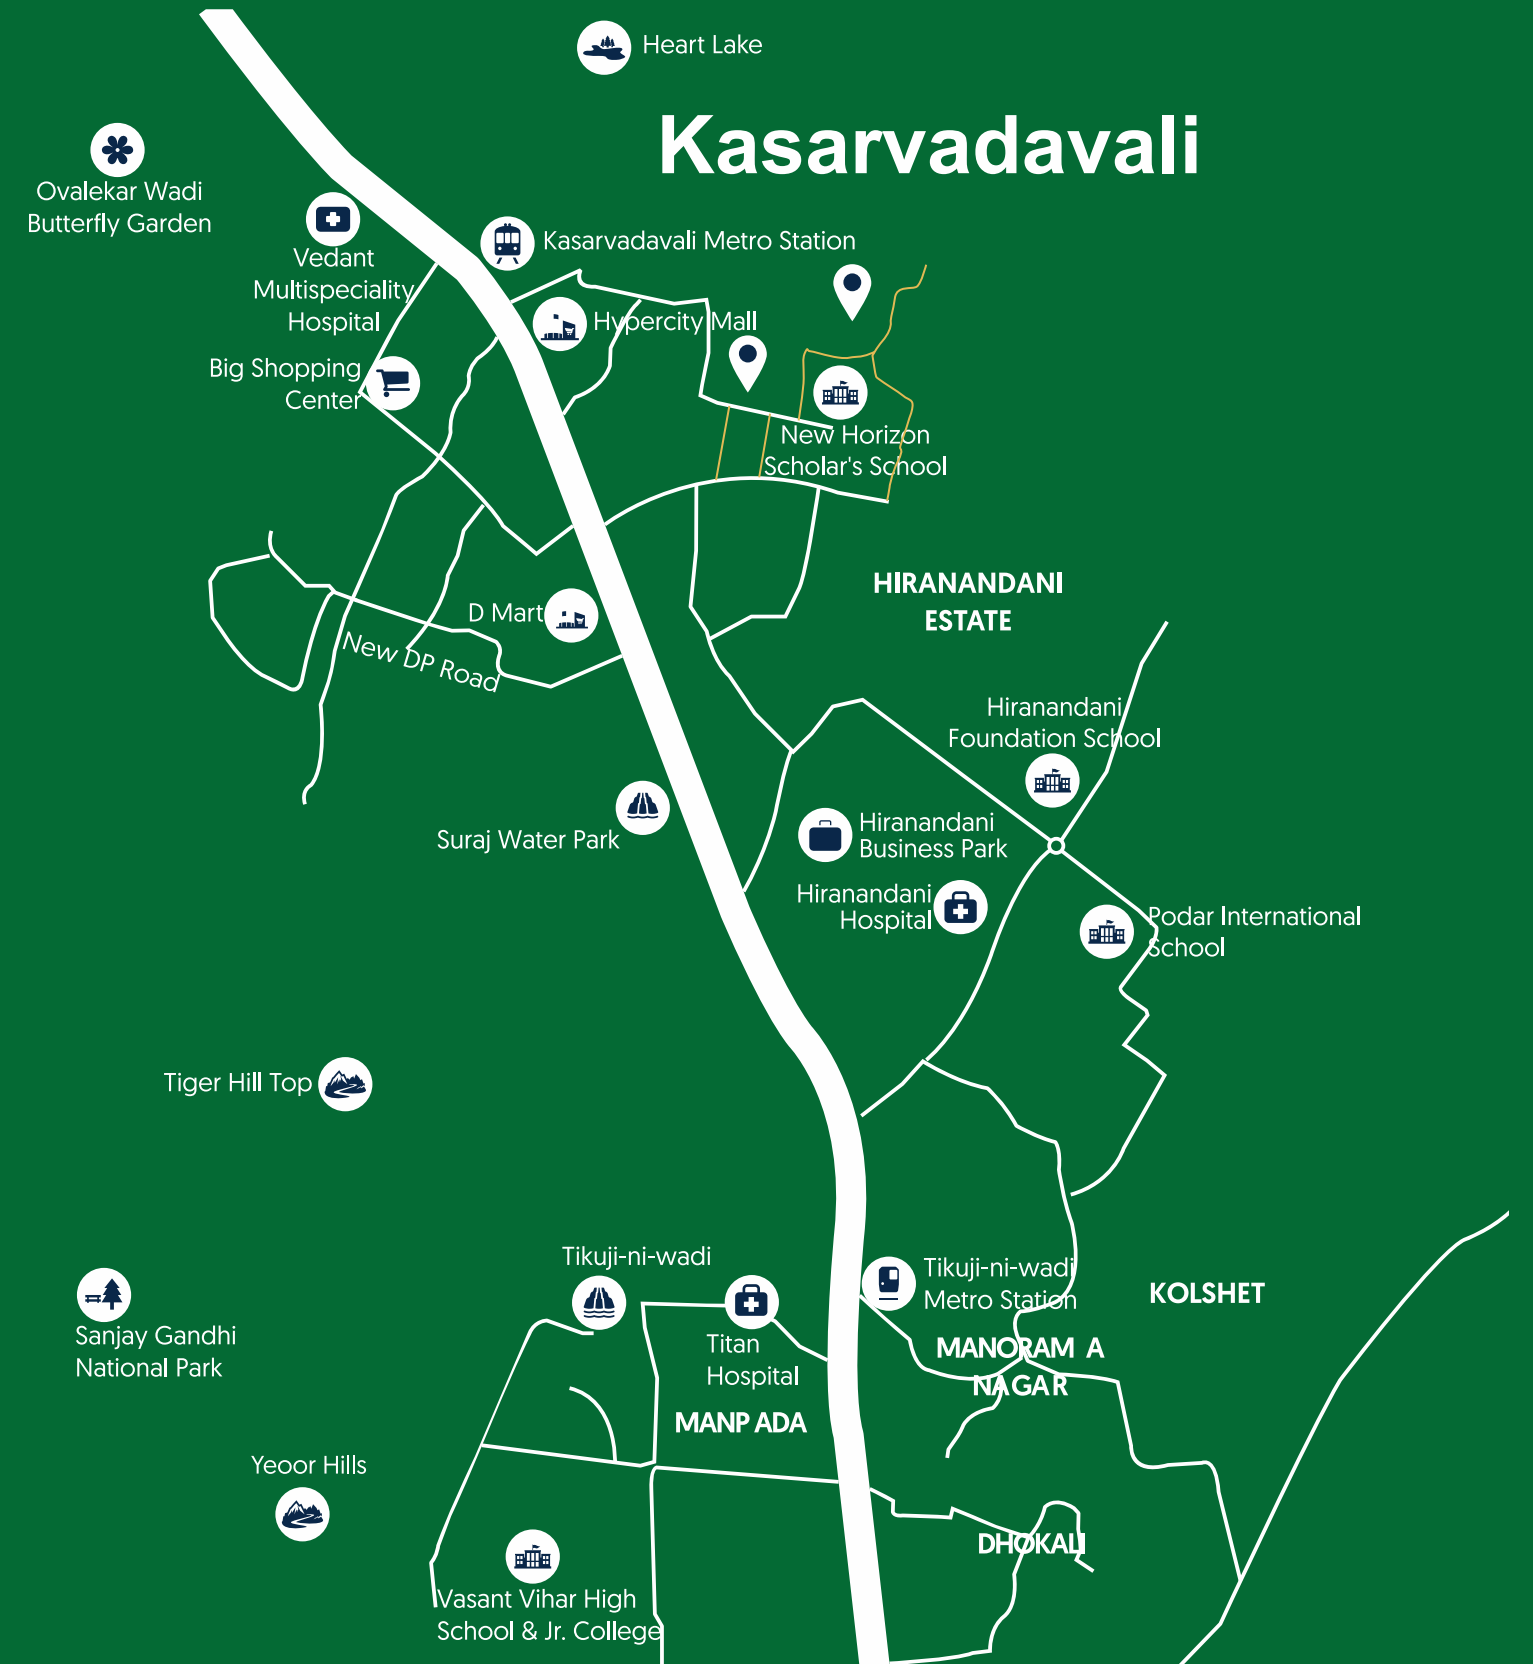 Heart Lake
Kasarvadavali
Ovalekar Wadi
Butterfly Garden
Vedant
Multispeciality
Hospital
Kasarvadavali Metro Station
Hypercity Mall
Big Shopping
Center
New Horizon
Scholar's School
HIRANANDANI
ESTATE
D Mart
New DP Road
Hiranandani
Foundation School
Suraj Water Park
Hiranandani
Business Park
Hiranandani
Hospital
Podar International
School
Tiger Hill Top
Tikuji-ni-wadi
Tikuji-ni-wadi
Metro Station
KOLSHET
Sanjay Gandhi
National Park
Titan
Hospital
MANORAM A
NAGAR
MANP ADA
Yeoor Hills
DHOKALI
Vasant Vihar High
School & Jr. College